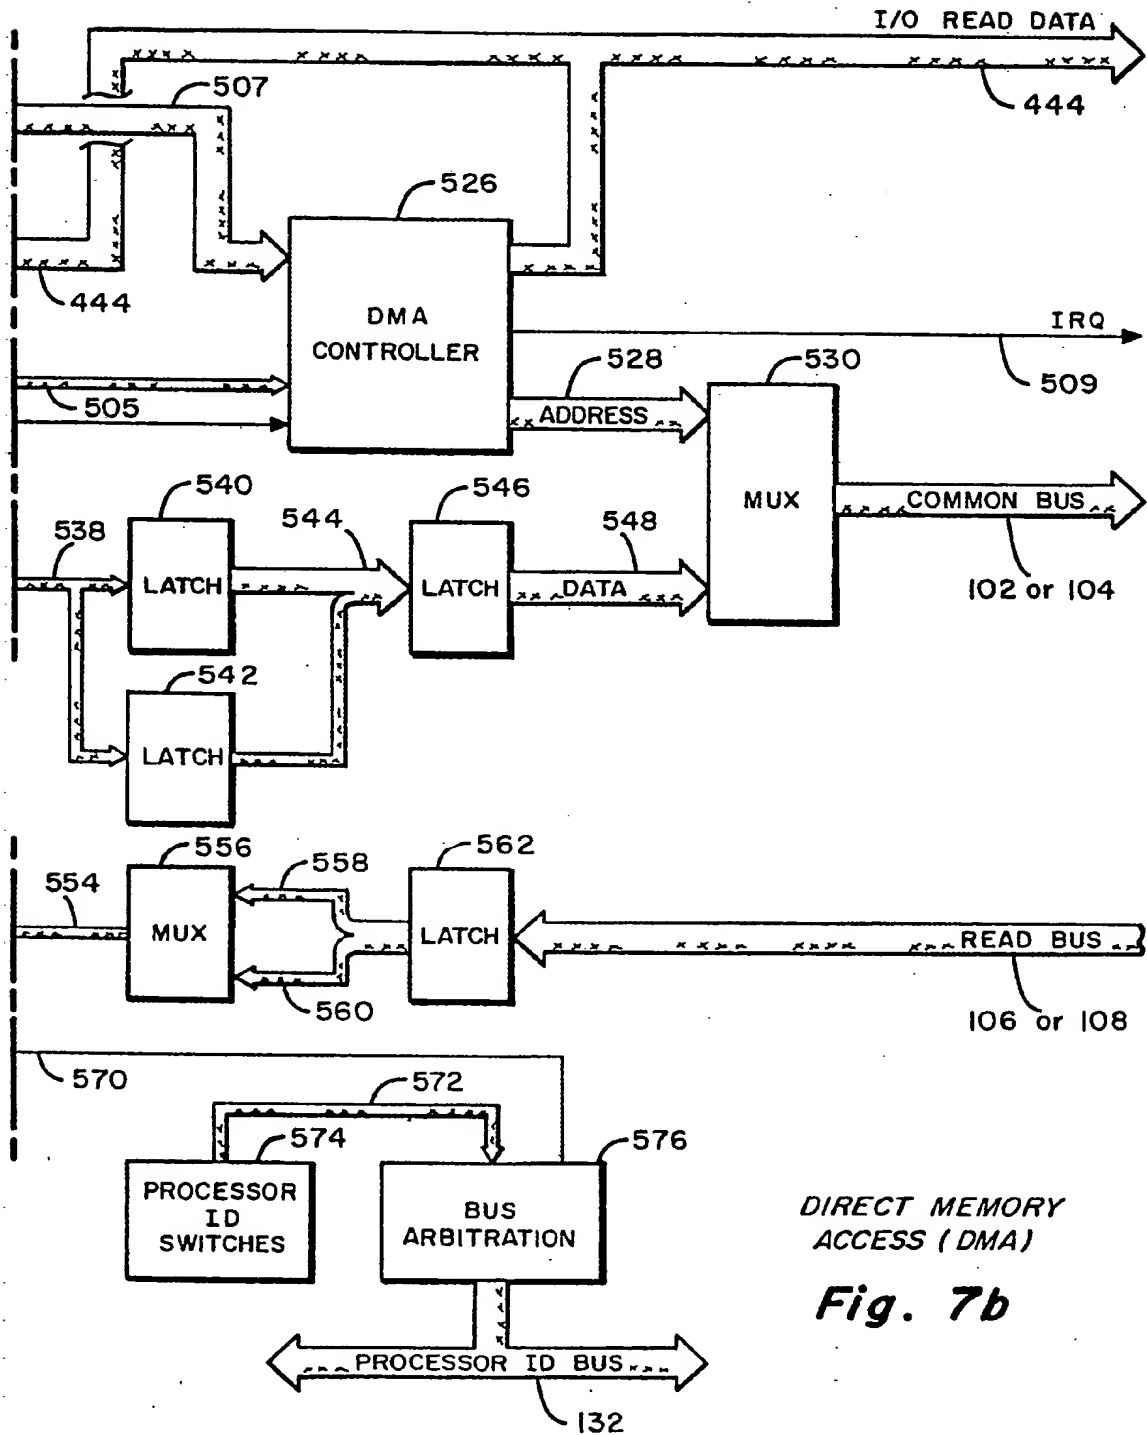 I/O READ DATA
507
444
526
444
DMA
CONTROLLER
IRQ
509
528
530
505
ADDRESS
540
546
MUX
COMMON BUS
538
544
548
102 or 104
LATCH
LATCH
DATA
542
LATCH
556
562
554
558
MUX
LATCH
READ BUS
560
106 or 108
570
572
574
576
PROCESSOR
ID
SWITCHES
BUS
ARBITRATION
DIRECT MEMORY
ACCESS (DMA)
Fig. 7b
PROCESSOR ID BUS
132